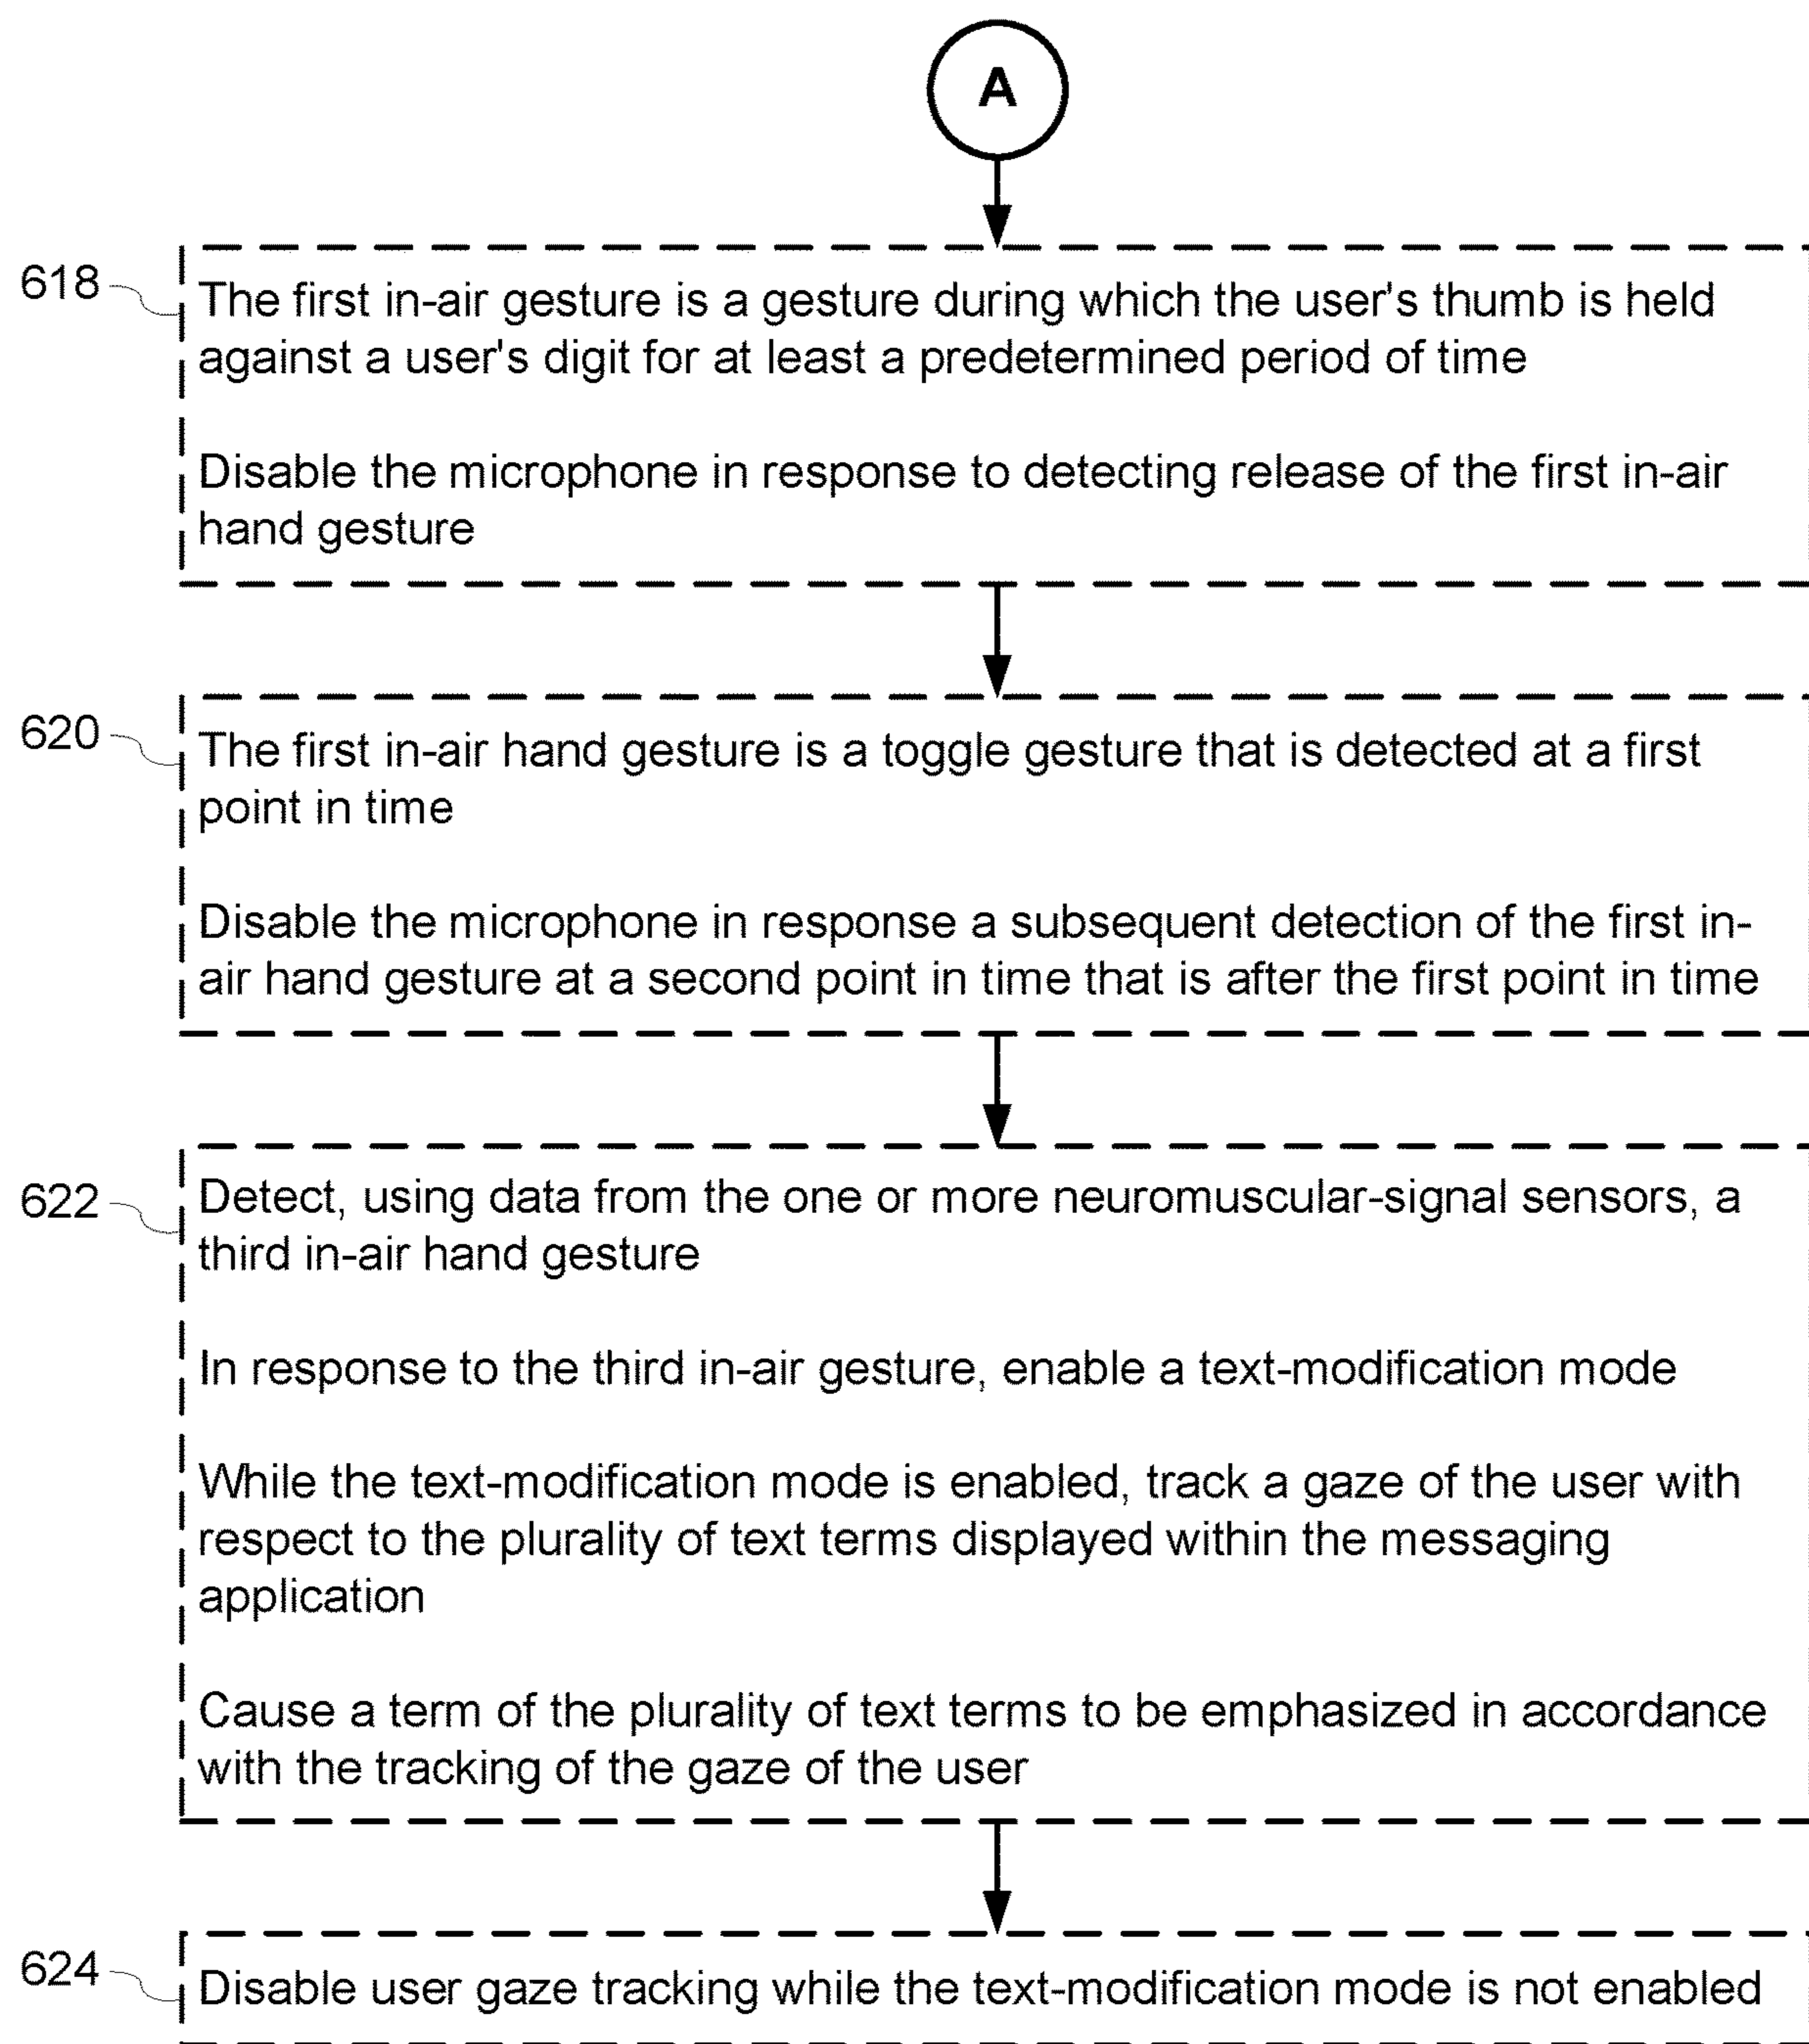 A
618
The first in-air gesture is a gesture during which the user's thumb is held
against a user's digit for at least a predetermined period of time
Disable the microphone in response to detecting release of the first in-air
hand gesture
620
The first in-air hand gesture is a toggle gesture that is detected at a first
point in time
Disable the microphone in response a subsequent detection of the first in-
air hand gesture at a second point in time that is after the first point in time
622
Detect, using data from the one or more neuromuscular-signal sensors, a
third in-air hand gesture
In response to the third in-air gesture, enable a text-modification mode
While the text-modification mode is enabled, track a gaze of the user with
respect to the plurality of text terms displayed within the messaging
application
Cause a term of the plurality of text terms to be emphasized in accordance
with the tracking of the gaze of the user
624
Disable user gaze tracking while the text-modification mode is not enabled